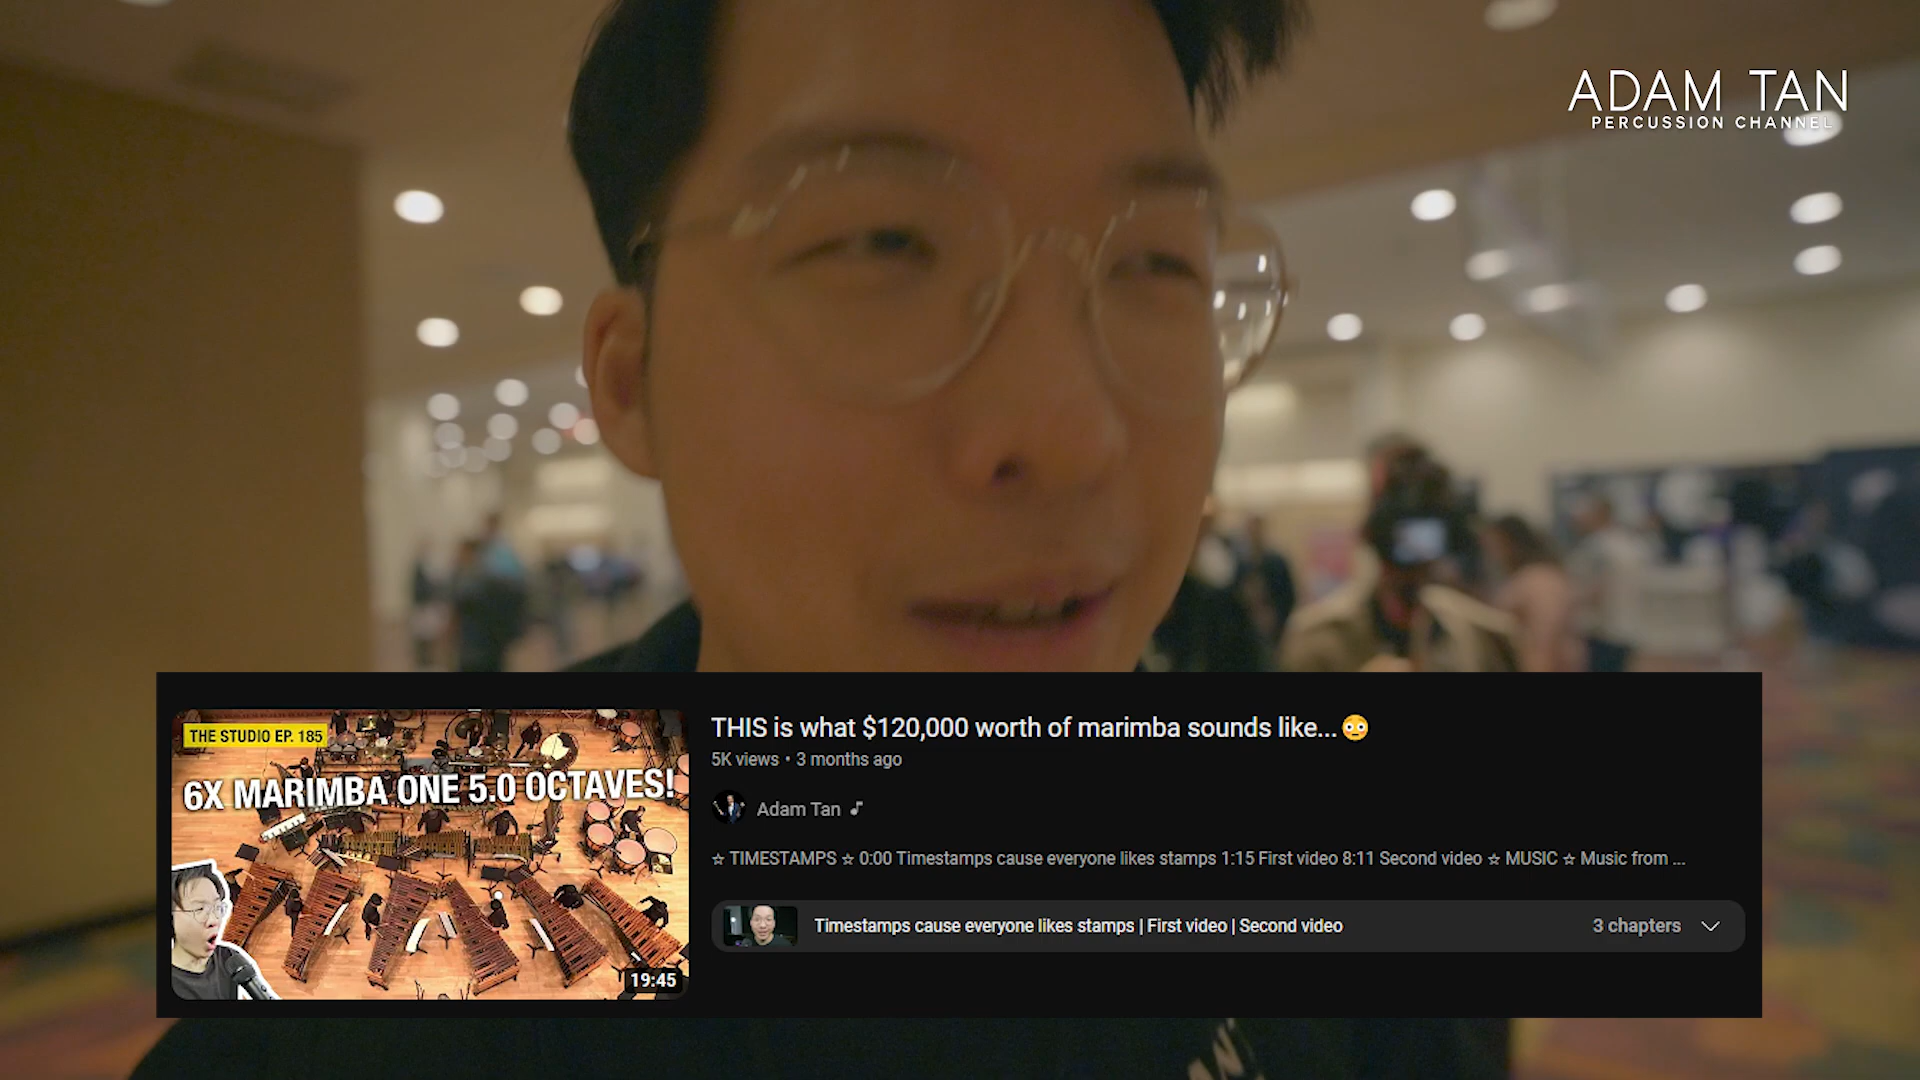 ADAM TAN
PERCUSSION CHANNEL
THE STUDIO EP. 185
6X MARIMBA ONE 5.0 OCTAVES!
19:45
THIS is what $120,000 worth of marimba sounds like...😳
5K views • 3 months ago
Adam Tan ♪
☆ TIMESTAMPS ☆ 0:00 Timestamps cause everyone likes stamps 1:15 First video 8:11 Second video ☆ MUSIC ☆ Music from ...
Timestamps cause everyone likes stamps | First video | Second video
3 chapters